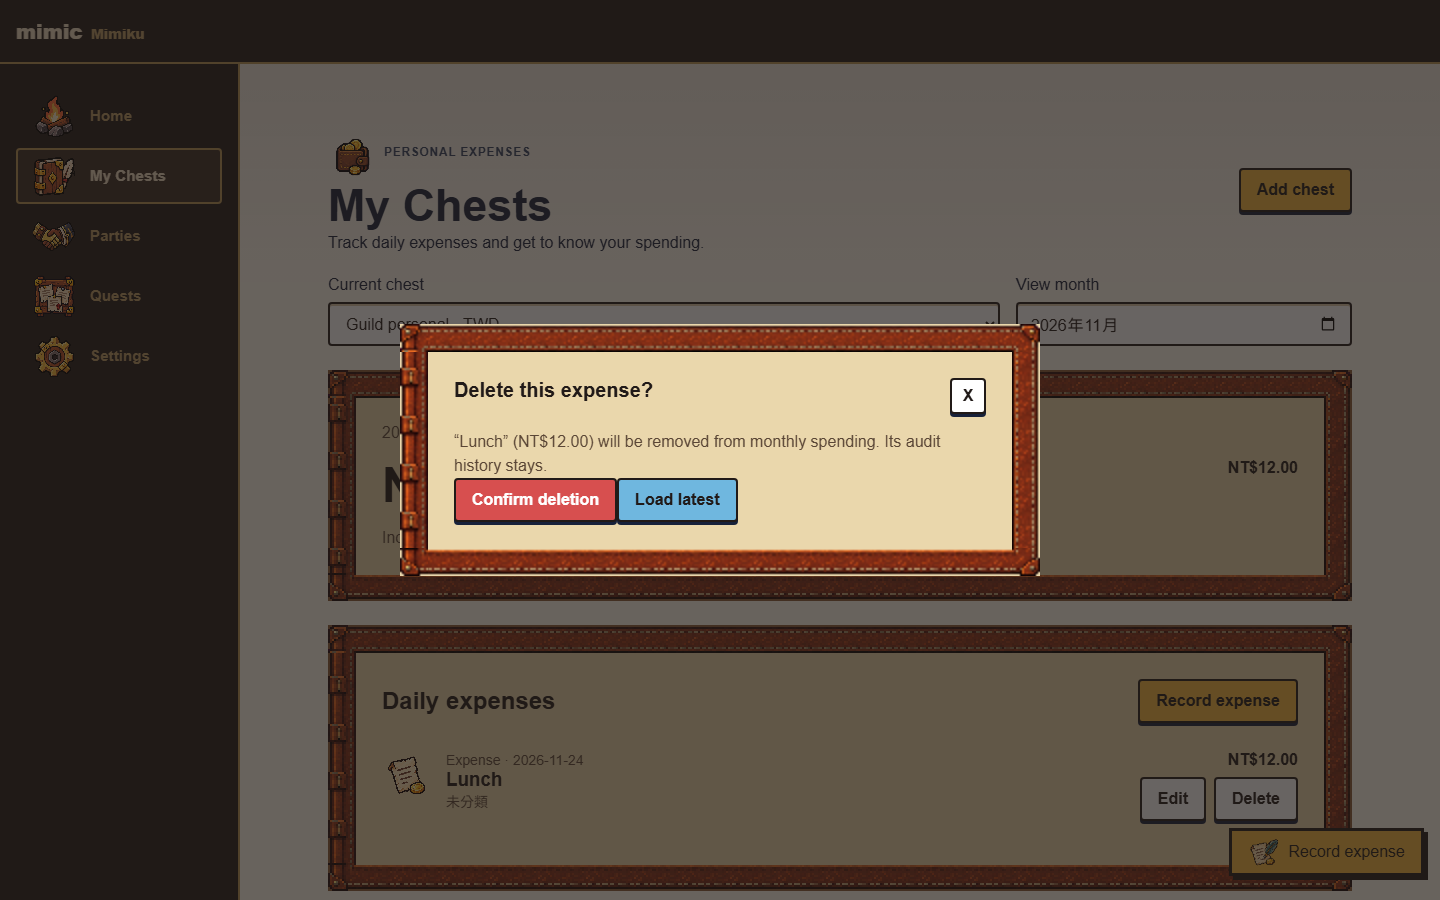 mimic Mimiku
Home
My Chests
Parties
Quests
Settings
PERSONAL EXPENSES
My Chests
Track daily expenses and get to know your spending.
Add chest
Current chest
View month
Guild personal TWD
2026年11月
Delete this expense?
X
“Lunch” (NT$12.00) will be removed from monthly spending. Its audit
history stays.
Confirm deletion
Load latest
NT$12.00
Daily expenses
Record expense
Expense · 2026-11-24
Lunch
未分類
NT$12.00
Edit
Delete
Record expense